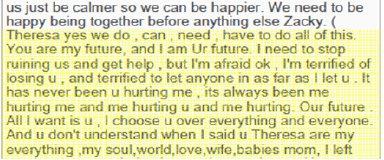 us just be calmer so we can be happier. We need to be
happy being together before anything else Zacky. (
Theresa yes we do , can , need , have to do all of this.
You are my future, and I am Ur future. I need to stop
ruining us and get help , but I'm afraid ok , I'm terrified of
losing u , and terrified to let anyone in as far as I let u . It
has never been u hurting me , its always been me
hurting me and me hurting u and me hurting. Our future .
All I want is u , I choose u over everything and everyone.
And u don't understand when I said u Theresa are my
everything ,my soul,world,love,wife,babies mom, I left